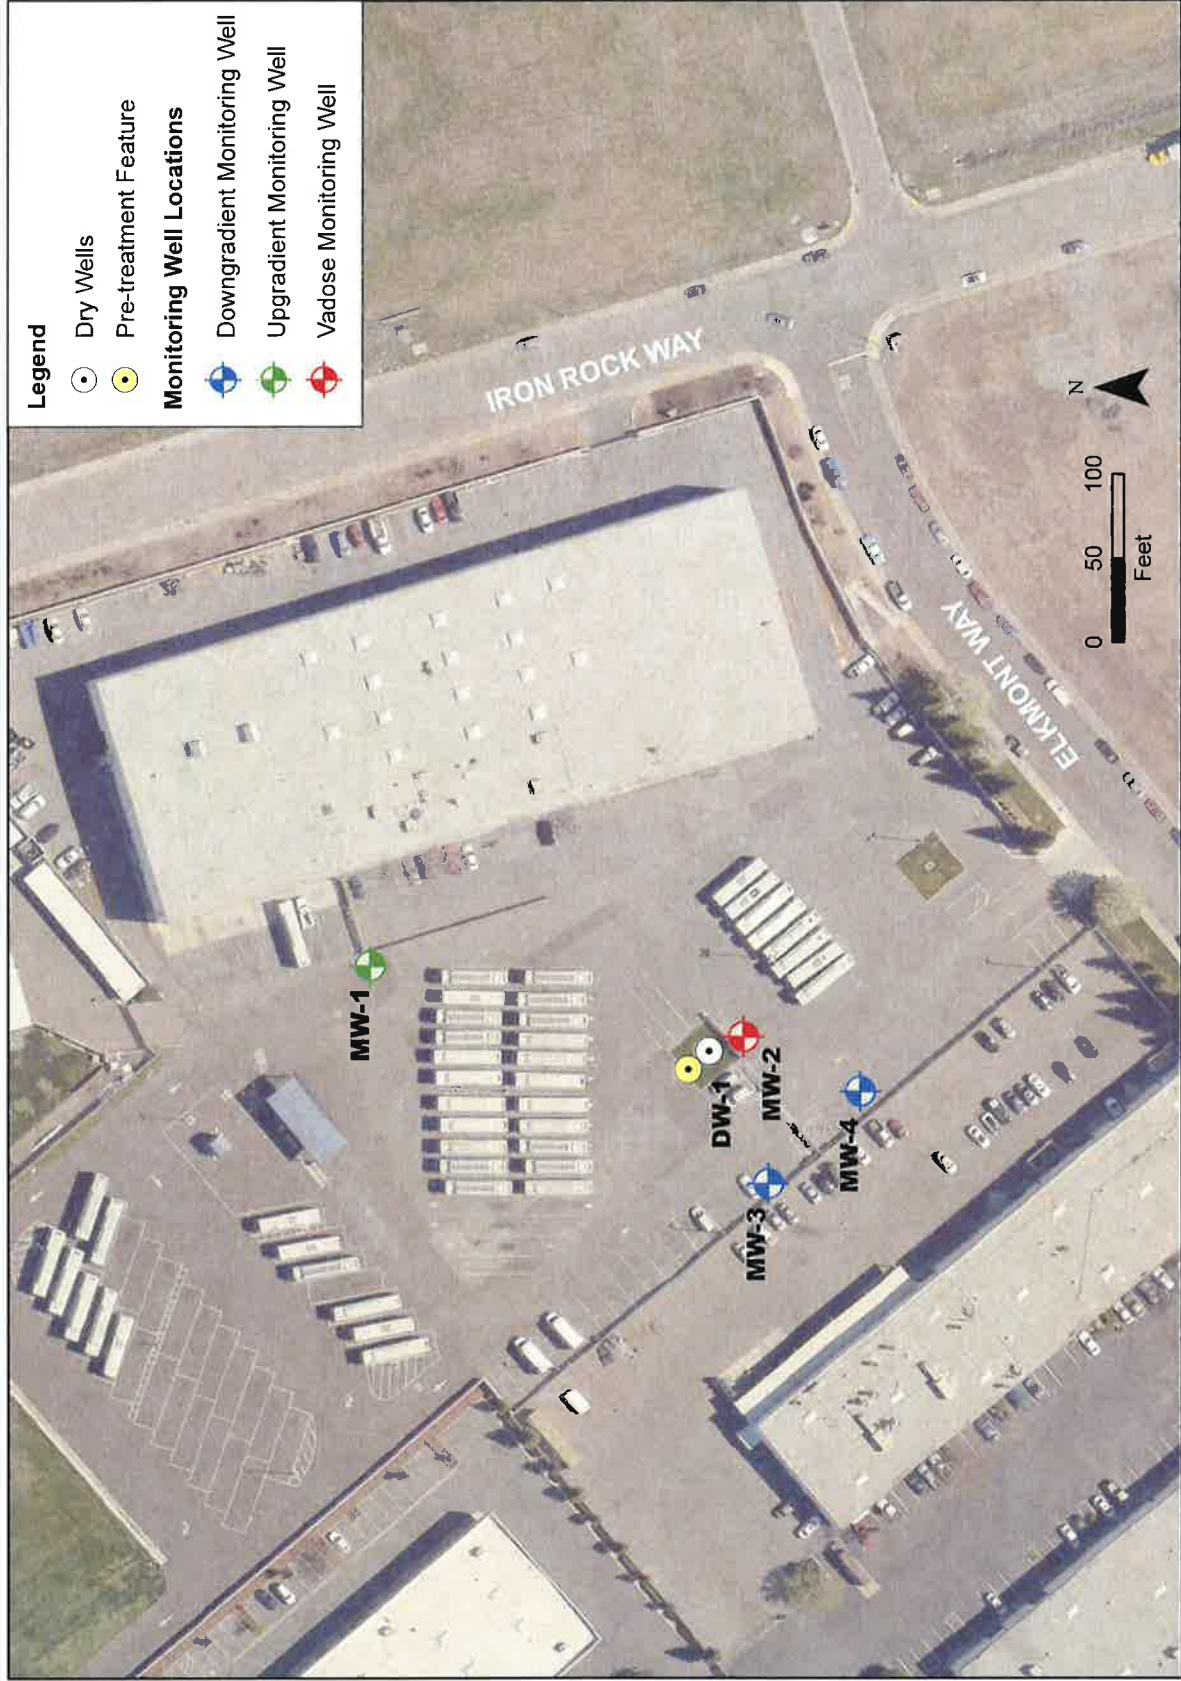 Legend
Dry Wells
Pre-treatment Feature
Monitoring Well Locations
Downgradient Monitoring Well
Upgradient Monitoring Well
Vadose Monitoring Well
IRON ROCK WAY
MW-1
DW-1
MW-2
MW-3
MW-4
ELKMONT WAY
N
0 50 100
Feet